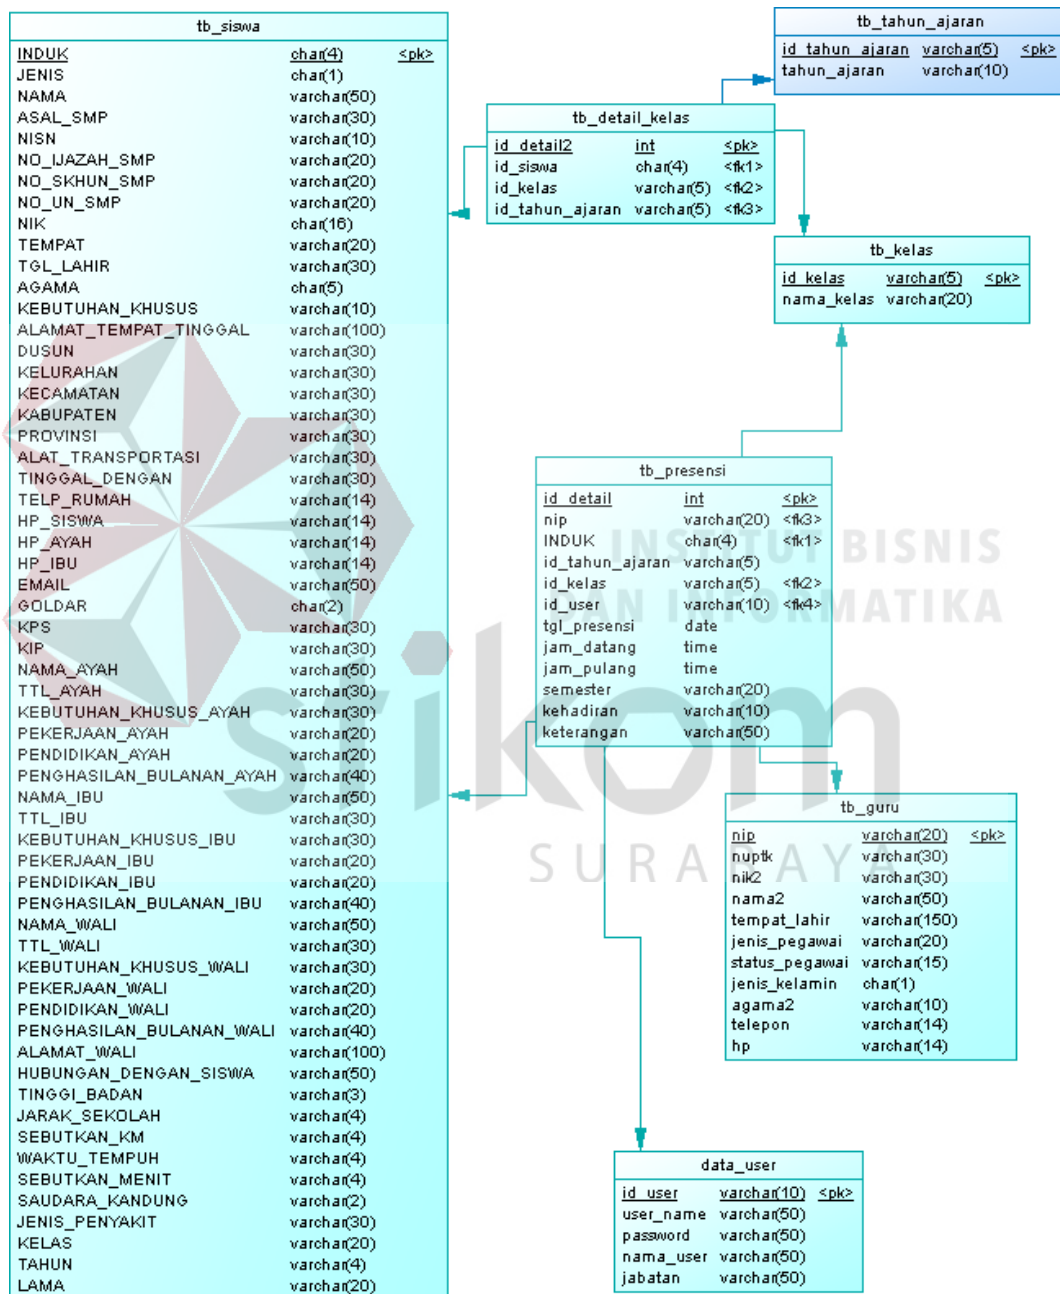 tb_siswa
INDUK char(4) <pk>
JENIS char(1)
NAMA varchar(50)
ASAL_SMP varchar(30)
NISN varchar(10)
NO_IJAZAH_SMP varchar(20)
NO_SKHUN_SMP varchar(20)
NO_UN_SMP varchar(20)
NIK char(16)
TEMPAT varchar(20)
TGL_LAHIR varchar(30)
AGAMA char(5)
KEBUTUHAN_KHUSUS varchar(10)
ALAMAT_TEMPAT_TINGGAL varchar(100)
DUSUN varchar(30)
KELURAHAN varchar(30)
KECAMATAN varchar(30)
KABUPATEN varchar(30)
PROVINSI varchar(30)
ALAT_TRANSPORTASI varchar(30)
TINGGAL_DENGAN varchar(30)
TELP_RUMAH varchar(14)
HP_SISWA varchar(14)
HP_AYAH varchar(14)
HP_IBU varchar(14)
EMAIL varchar(50)
GOLDAR char(2)
KPS varchar(30)
KIP varchar(30)
NAMA_AYAH varchar(50)
TTL_AYAH varchar(30)
KEBUTUHAN_KHUSUS_AYAH varchar(30)
PEKERJAAN_AYAH varchar(20)
PENDIDIKAN_AYAH varchar(20)
PENGHASILAN_BULANAN_AYAH varchar(40)
NAMA_IBU varchar(50)
TTL_IBU varchar(30)
KEBUTUHAN_KHUSUS_IBU varchar(30)
PEKERJAAN_IBU varchar(20)
PENDIDIKAN_IBU varchar(20)
PENGHASILAN_BULANAN_IBU varchar(40)
NAMA_WALI varchar(50)
TTL_WALI varchar(30)
KEBUTUHAN_KHUSUS_WALI varchar(30)
PEKERJAAN_WALI varchar(20)
PENDIDIKAN_WALI varchar(20)
PENGHASILAN_BULANAN_WALI varchar(40)
ALAMAT_WALI varchar(100)
HUBUNGAN_DENGAN_SISWA varchar(50)
TINGGI_BADAN varchar(3)
JARAK_SEKOLAH varchar(4)
SEBUTKAN_KM varchar(4)
WAKTU_TEMPUH varchar(4)
SEBUTKAN_MENIT varchar(4)
SAUDARA_KANDUNG varchar(2)
JENIS_PENYAKIT varchar(30)
KELAS varchar(20)
TAHUN varchar(4)
LAMA varchar(20)
tb_tahun_ajaran
id_tahun_ajaran varchar(5) <pk>
tahun_ajaran varchar(10)
tb_detail_kelas
id_detail2 int <pk>
id_siswa char(4) <fk1>
id_kelas varchar(5) <fk2>
id_tahun_ajaran varchar(5) <fk3>
tb_kelas
id_kelas varchar(5) <pk>
nama_kelas varchar(20)
tb_presensi
id_detail int <pk>
nip varchar(20) <fk3>
INDUK char(4) <fk1>
id_tahun_ajaran varchar(5)
id_kelas varchar(5) <fk2>
id_user varchar(10) <fk4>
tgl_presensi date
jam_datang time
jam_pulang time
semester varchar(20)
kehadiran varchar(10)
keterangan varchar(50)
tb_guru
nip varchar(20) <pk>
nuptk varchar(30)
nik2 varchar(30)
nama2 varchar(50)
tempat_lahir varchar(150)
jenis_pegawai varchar(20)
status_pegawai varchar(15)
jenis_kelamin char(1)
agama2 varchar(10)
telepon varchar(14)
hp varchar(14)
data_user
id_user varchar(10) <pk>
user_name varchar(50)
password varchar(50)
nama_user varchar(50)
jabatan varchar(50)
INSTITUT BISNIS
DAN INFORMATIKA
stikom
SURABAYA